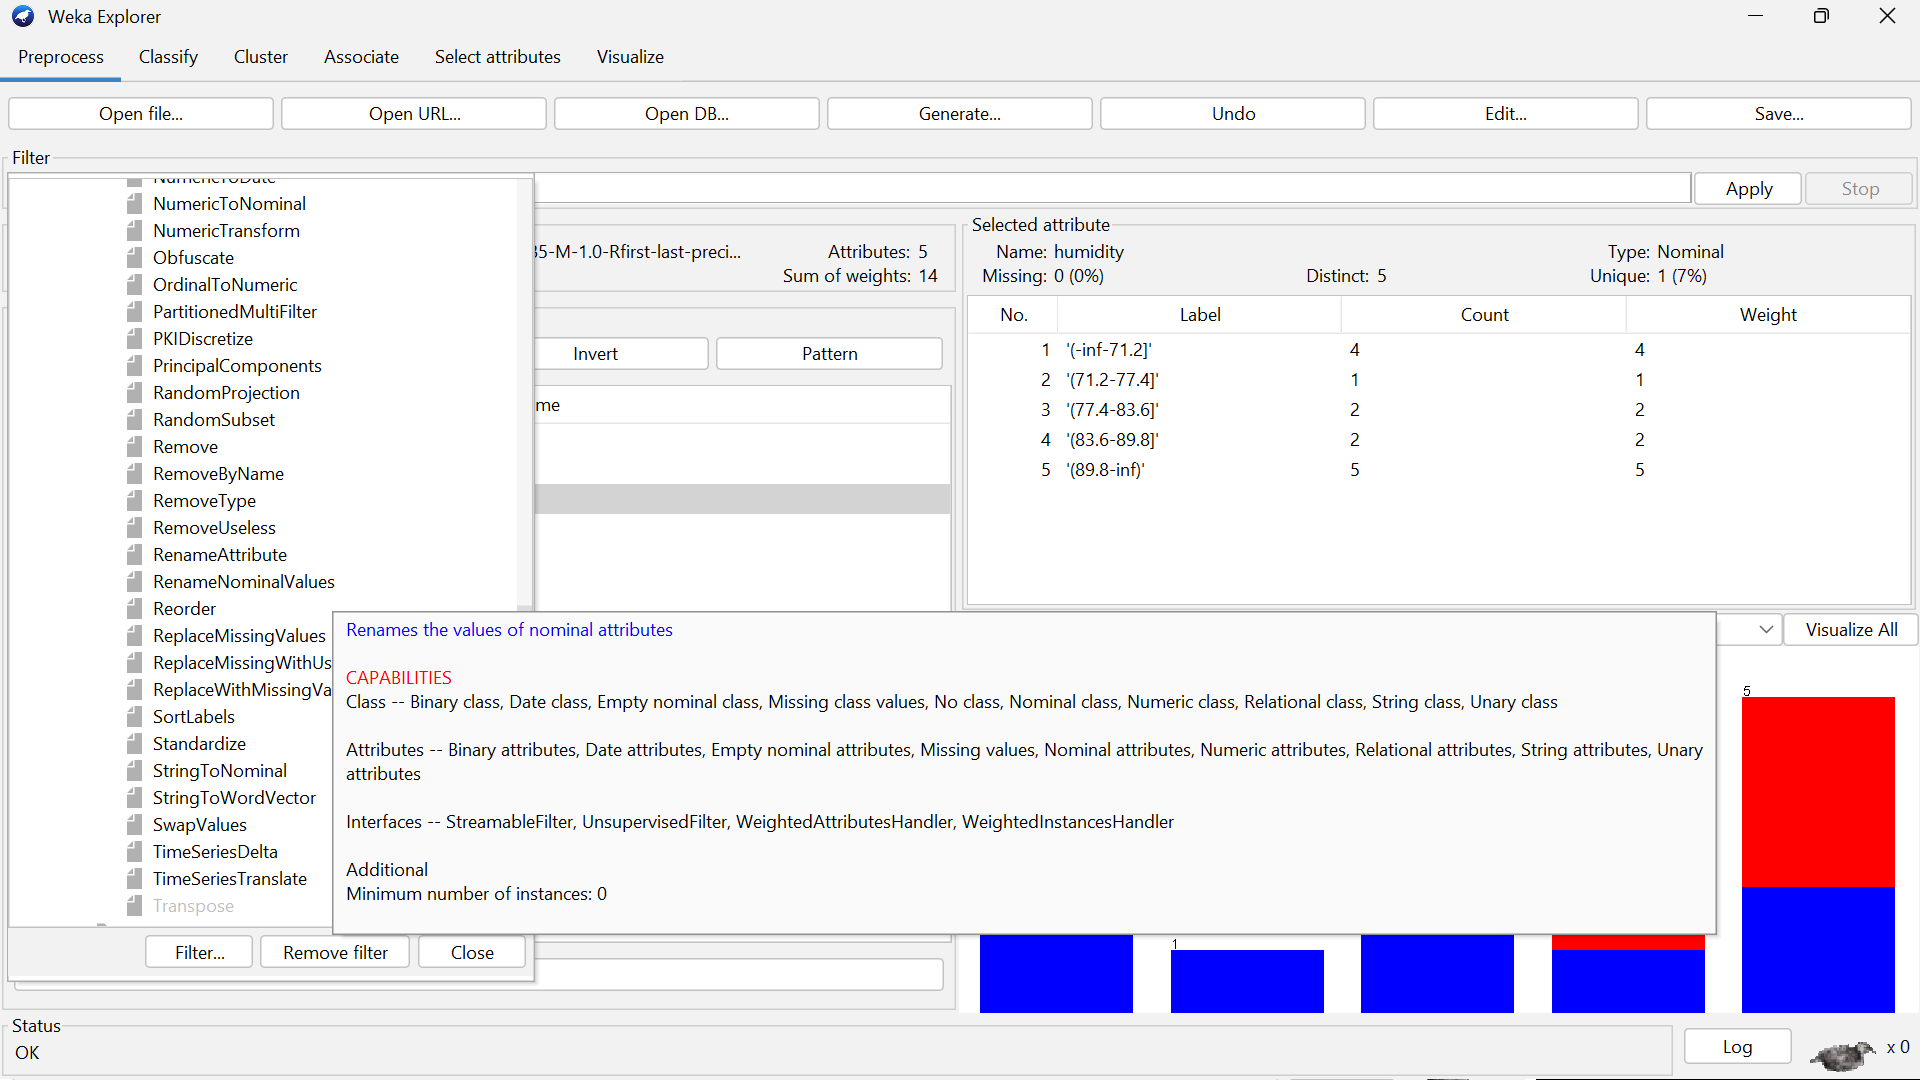 Weka Explorer
Preprocess Classify Cluster Associate Select attributes Visualize
Open file... Open URL... Open DB... Generate... Undo Edit... Save...
Filter
Apply Stop
NumericToDate
NumericToNominal
NumericTransform
Obfuscate
OrdinalToNumeric
PartitionedMultiFilter
PKIDiscretize
PrincipalComponents
RandomProjection
RandomSubset
Remove
RemoveByName
RemoveType
RemoveUseless
RenameAttribute
RenameNominalValues
Reorder
ReplaceMissingValues
ReplaceMissingWithUs
ReplaceWithMissingVa
SortLabels
Standardize
StringToNominal
StringToWordVector
SwapValues
TimeSeriesDelta
TimeSeriesTranslate
Transpose
Filter... Remove filter Close
35-M-1.0-Rfirst-last-preci... Attributes: 5
Sum of weights: 14
Invert Pattern
me
Selected attribute
Name: humidity Type: Nominal
Missing: 0 (0%) Distinct: 5 Unique: 1 (7%)
No. Label Count Weight
1 '(-inf-71.2]' 4 4
2 '(71.2-77.4]' 1 1
3 '(77.4-83.6]' 2 2
4 '(83.6-89.8]' 2 2
5 '(89.8-inf)' 5 5
Visualize All
Renames the values of nominal attributes
CAPABILITIES
Class -- Binary class, Date class, Empty nominal class, Missing class values, No class, Nominal class, Numeric class, Relational class, String class, Unary class
Attributes -- Binary attributes, Date attributes, Empty nominal attributes, Missing values, Nominal attributes, Numeric attributes, Relational attributes, String attributes, Unary
attributes
Interfaces -- StreamableFilter, UnsupervisedFilter, WeightedAttributesHandler, WeightedInstancesHandler
Additional
Minimum number of instances: 0
5
1
Status
OK
Log x 0